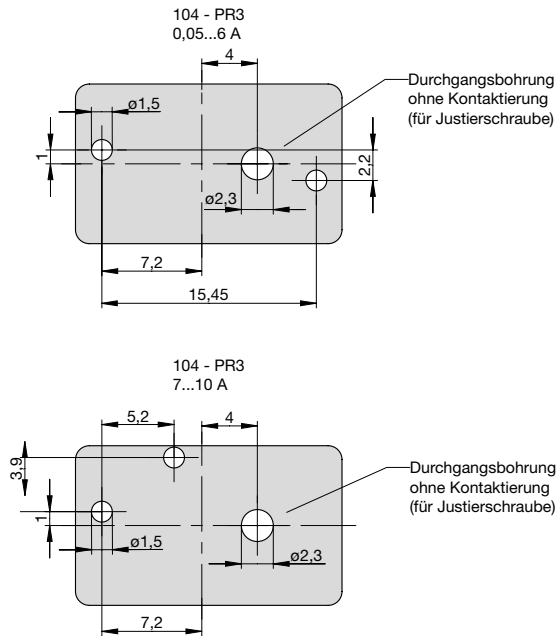 104 - PR3
0,05...6 A
4
Durchgangsbohrung
ohne Kontaktierung
(für Justierschraube)
ø1,5
1
2,2
ø2,3
7,2
15,45
104 - PR3
7...10 A
5,2
4
3,9
Durchgangsbohrung
ohne Kontaktierung
(für Justierschraube)
1
ø1,5
ø2,3
7,2